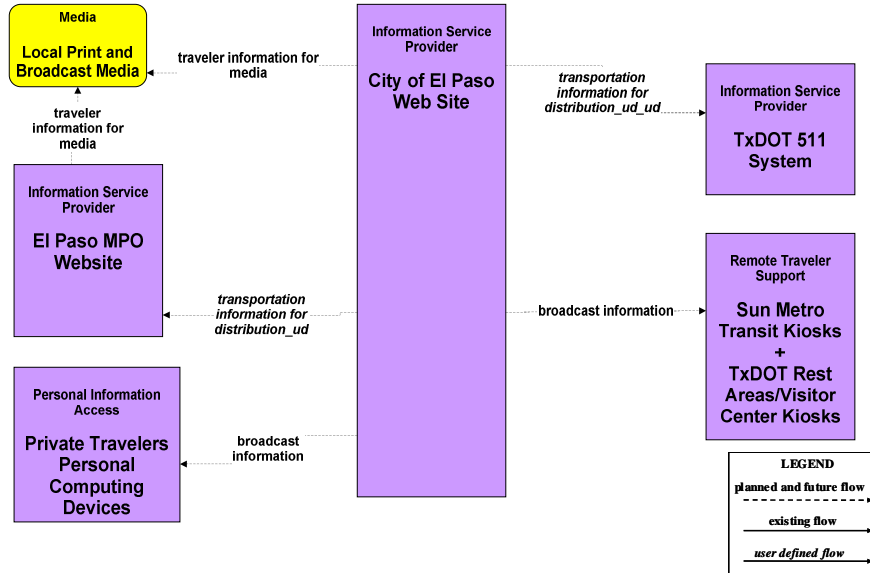 Media
Local Print and
Broadcast Media
traveler information for
media
Information Service
Provider
City of El Paso
Web Site
transportation
information for
distribution_ud_ud
Information Service
Provider
TxDOT 511
System
traveler
information for
media
Information Service
Provider
El Paso MPO
Website
transportation
information for
distribution_ud
broadcast information
Remote Traveler
Support
Sun Metro
Transit Kiosks
+
TxDOT Rest
Areas/Visitor
Center Kiosks
Personal Information
Access
Private Travelers
Personal
Computing
Devices
broadcast
information
LEGEND
planned and future flow
existing flow
user defined flow